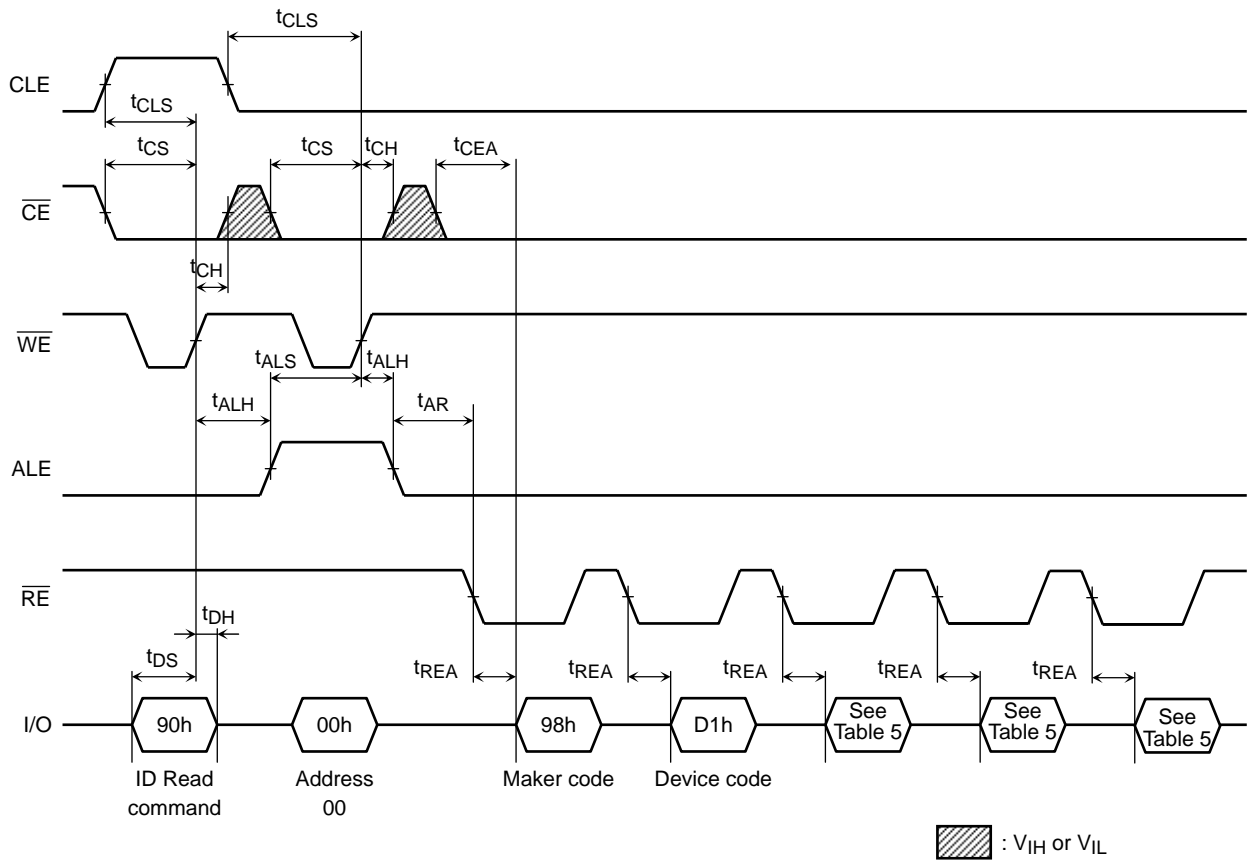 tCLS
CLE
tCLS
tCS tCS tCH tCEA
CE
tCH
WE
tALS tALH
tALH tAR
ALE
RE
tDH
tDS tREA tREA tREA tREA tREA
I/O 90h 00h 98h D1h See Table 5 See Table 5 See Table 5
ID Read command
Address 00
Maker code
Device code
: VIH or VIL